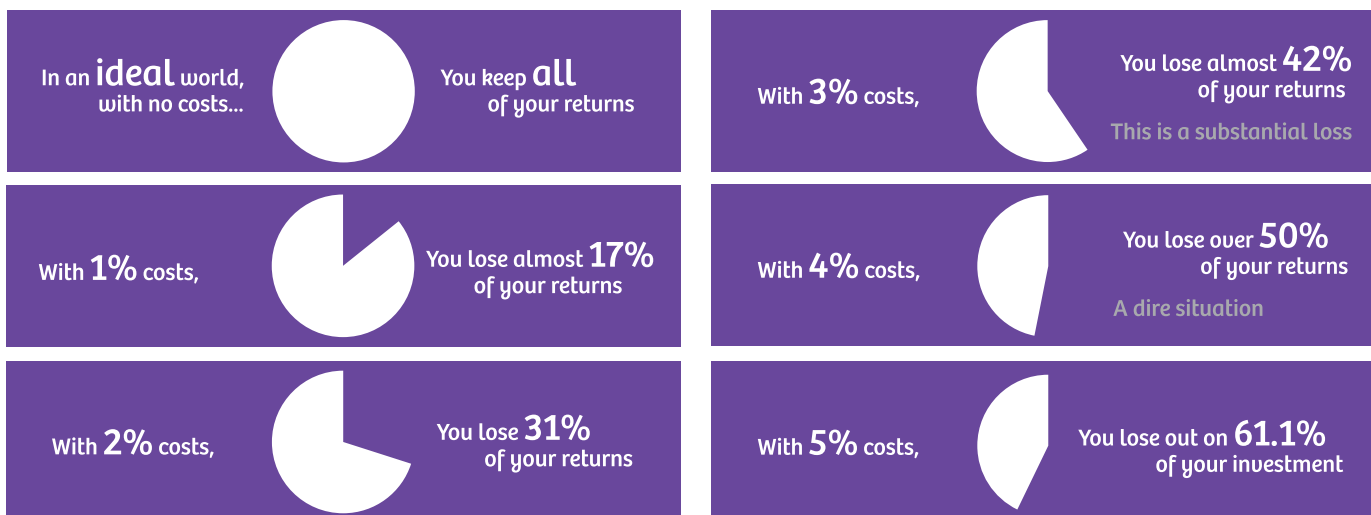 In an ideal world,
with no costs...
You keep all
of your returns
With 1% costs,
You lose almost 17%
of your returns
With 2% costs,
You lose 31%
of your returns
With 3% costs,
You lose almost 42%
of your returns
This is a substantial loss
With 4% costs,
You lose over 50%
of your returns
A dire situation
With 5% costs,
You lose out on 61.1%
of your investment